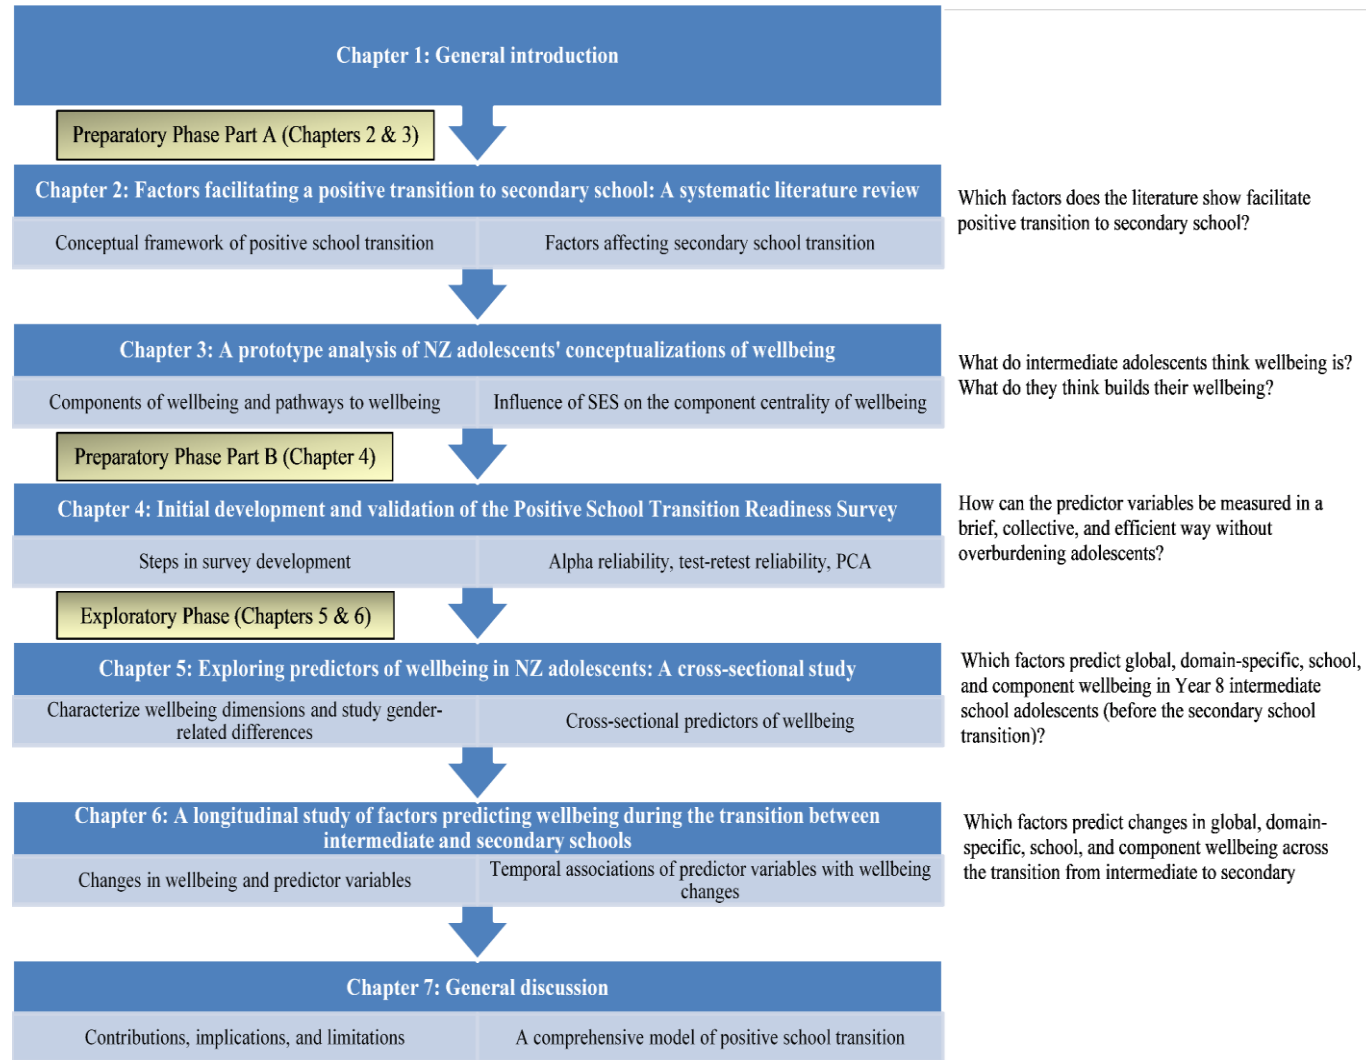 Chapter 1: General introduction
Preparatory Phase Part A (Chapters 2 & 3)
Chapter 2: Factors facilitating a positive transition to secondary school: A systematic literature review
Conceptual framework of positive school transition
Factors affecting secondary school transition
Which factors does the literature show facilitate
positive transition to secondary school?
Chapter 3: A prototype analysis of NZ adolescents' conceptualizations of wellbeing
Components of wellbeing and pathways to wellbeing
Influence of SES on the component centrality of wellbeing
What do intermediate adolescents think wellbeing is?
What do they think builds their wellbeing?
Preparatory Phase Part B (Chapter 4)
Chapter 4: Initial development and validation of the Positive School Transition Readiness Survey
Steps in survey development
Alpha reliability, test-retest reliability, PCA
How can the predictor variables be measured in a
brief, collective, and efficient way without
overburdening adolescents?
Exploratory Phase (Chapters 5 & 6)
Chapter 5: Exploring predictors of wellbeing in NZ adolescents: A cross-sectional study
Characterize wellbeing dimensions and study gender-
related differences
Cross-sectional predictors of wellbeing
Which factors predict global, domain-specific, school,
and component wellbeing in Year 8 intermediate
school adolescents (before the secondary school
transition)?
Chapter 6: A longitudinal study of factors predicting wellbeing during the transition between
intermediate and secondary schools
Changes in wellbeing and predictor variables
Temporal associations of predictor variables with wellbeing
changes
Which factors predict changes in global, domain-
specific, school, and component wellbeing across
the transition from intermediate to secondary
Chapter 7: General discussion
Contributions, implications, and limitations
A comprehensive model of positive school transition